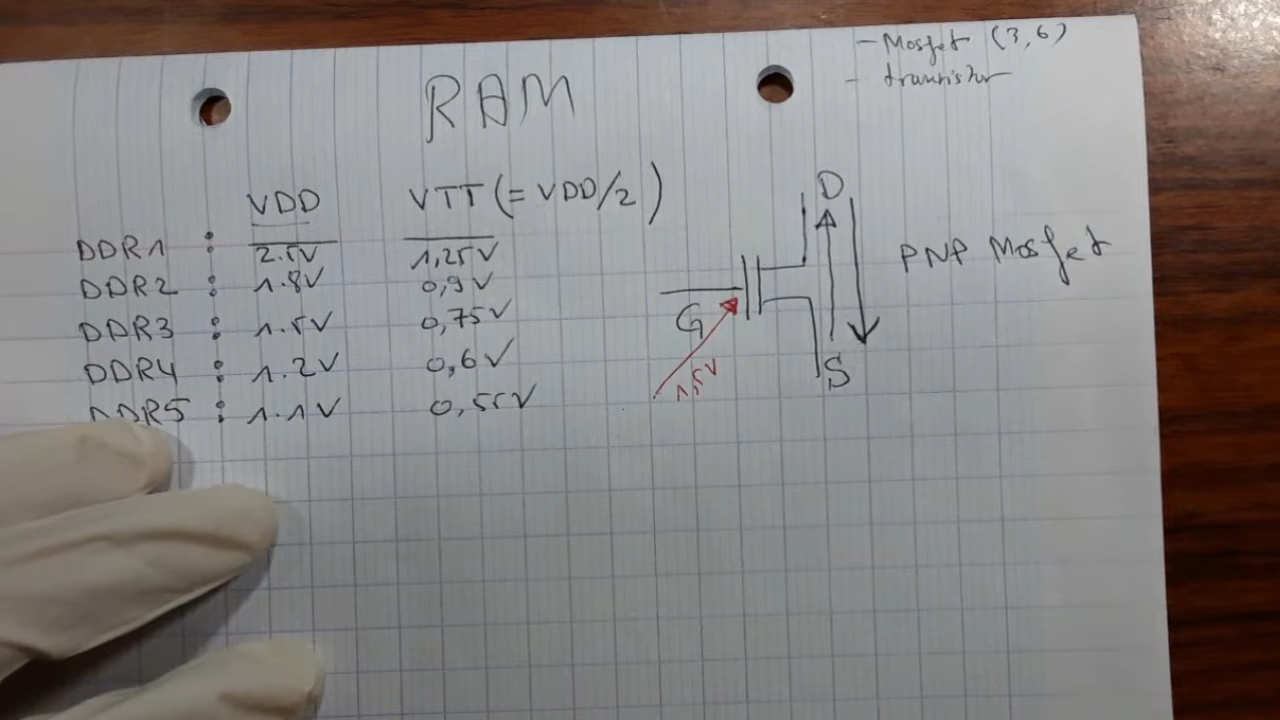 - Mosfet (3,6)
- transistor
RAM
VDD VTT (= VDD/2)
DDR1 : 2.5V 1,25V
DDR2 : 1.8V 0,9V
DDR3 : 1.5V 0,75V
DDR4 : 1.2V 0,6V
DDR5 : 1.1V 0,55V
D
PNP Mosfet
G
1,5V
S